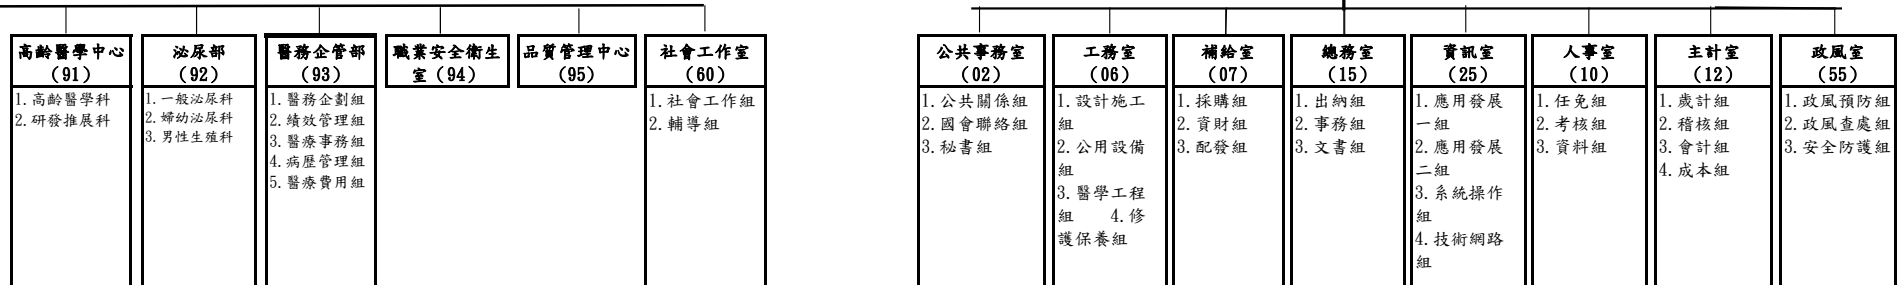 高齡醫學中心
（91）
1.高齡醫學科
2.研發推展科
泌尿部
（92）
1.一般泌尿科
2.婦幼泌尿科
3.男性生殖科
醫務企管部
（93）
1.醫務企劃組
2.績效管理組
3.醫療事務組
4.病歷管理組
5.醫療費用組
職業安全衛生
室（94）
品質管理中心
（95）
社會工作室
（60）
1.社會工作組
2.輔導組
公共事務室
（02）
1.公共關係組
2.國會聯絡組
3.秘書組
工務室
（06）
1.設計施工
組
2.公用設備
組
3.醫學工程
組　　4.修
護保養組
補給室
（07）
1.採購組
2.資財組
3.配發組
總務室
（15）
1.出納組
2.事務組
3.文書組
資訊室
（25）
1.應用發展
一組
2.應用發展
二組
3.系統操作
組
4.技術網路
組
人事室
（10）
1.任免組
2.考核組
3.資料組
主計室
（12）
1.歲計組
2.稽核組
3.會計組
4.成本組
政風室
（55）
1.政風預防組
2.政風查處組
3.安全防護組